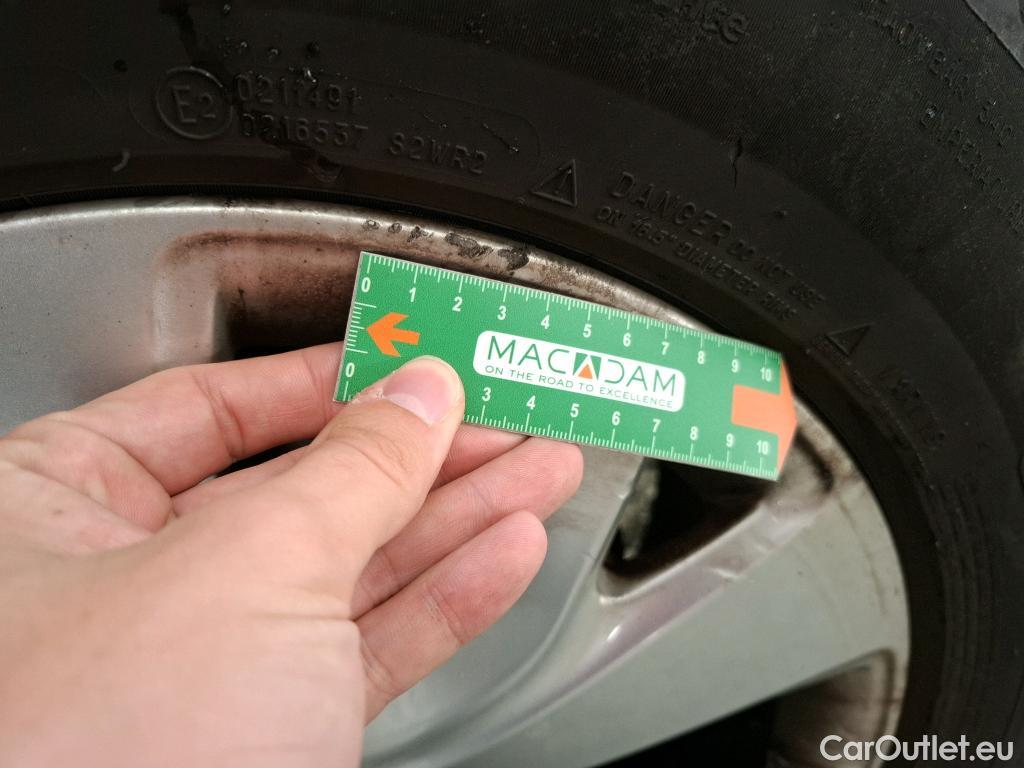 E2
0211491
0216537 S2WR2
DANGER DO NOT USE
ON 16.5" DIAMETER RIMS
0 1 2 3 4 5 6 7 8 9 10
MACADAM
ON THE ROAD TO EXCELLENCE
0 3 4 5 6 7 8 9 10
CarOutlet.eu